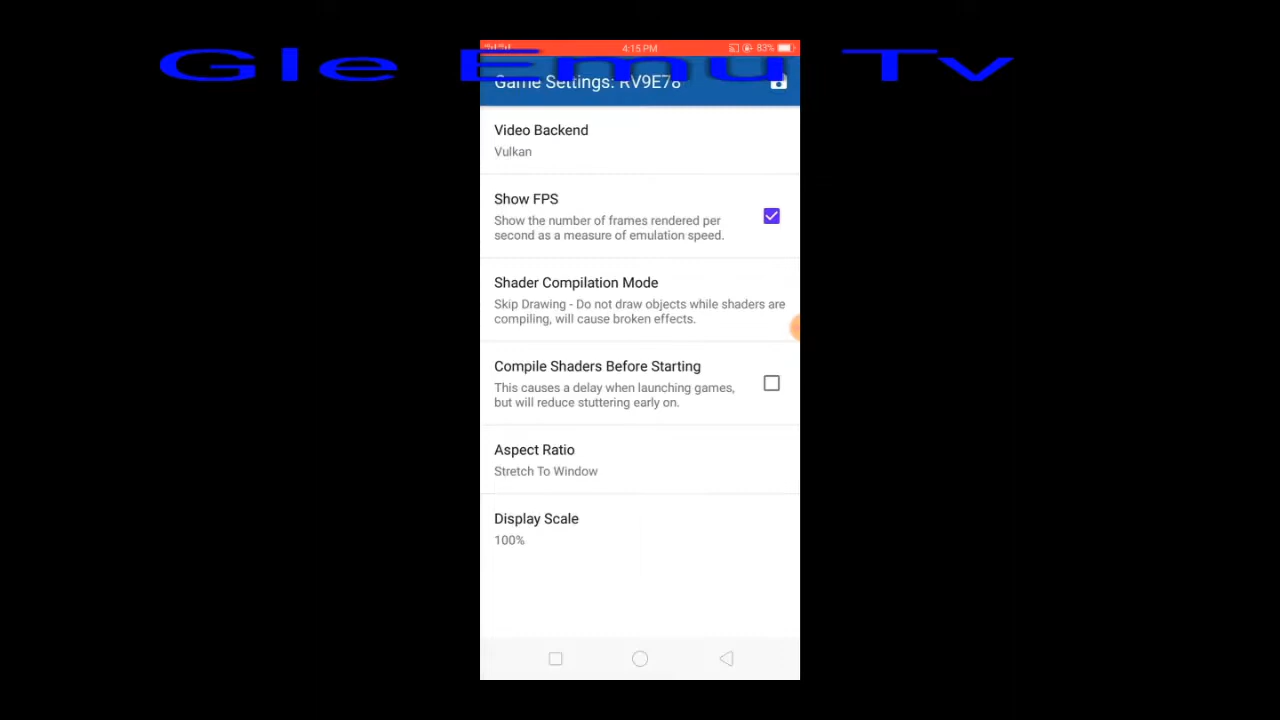 4:15 PM
83%
Gle Emu Tv
Game Settings: RV9E78
Video Backend
Vulkan
Show FPS
Show the number of frames rendered per
second as a measure of emulation speed.
Shader Compilation Mode
Skip Drawing - Do not draw objects while shaders are
compiling, will cause broken effects.
Compile Shaders Before Starting
This causes a delay when launching games,
but will reduce stuttering early on.
Aspect Ratio
Stretch To Window
Display Scale
100%